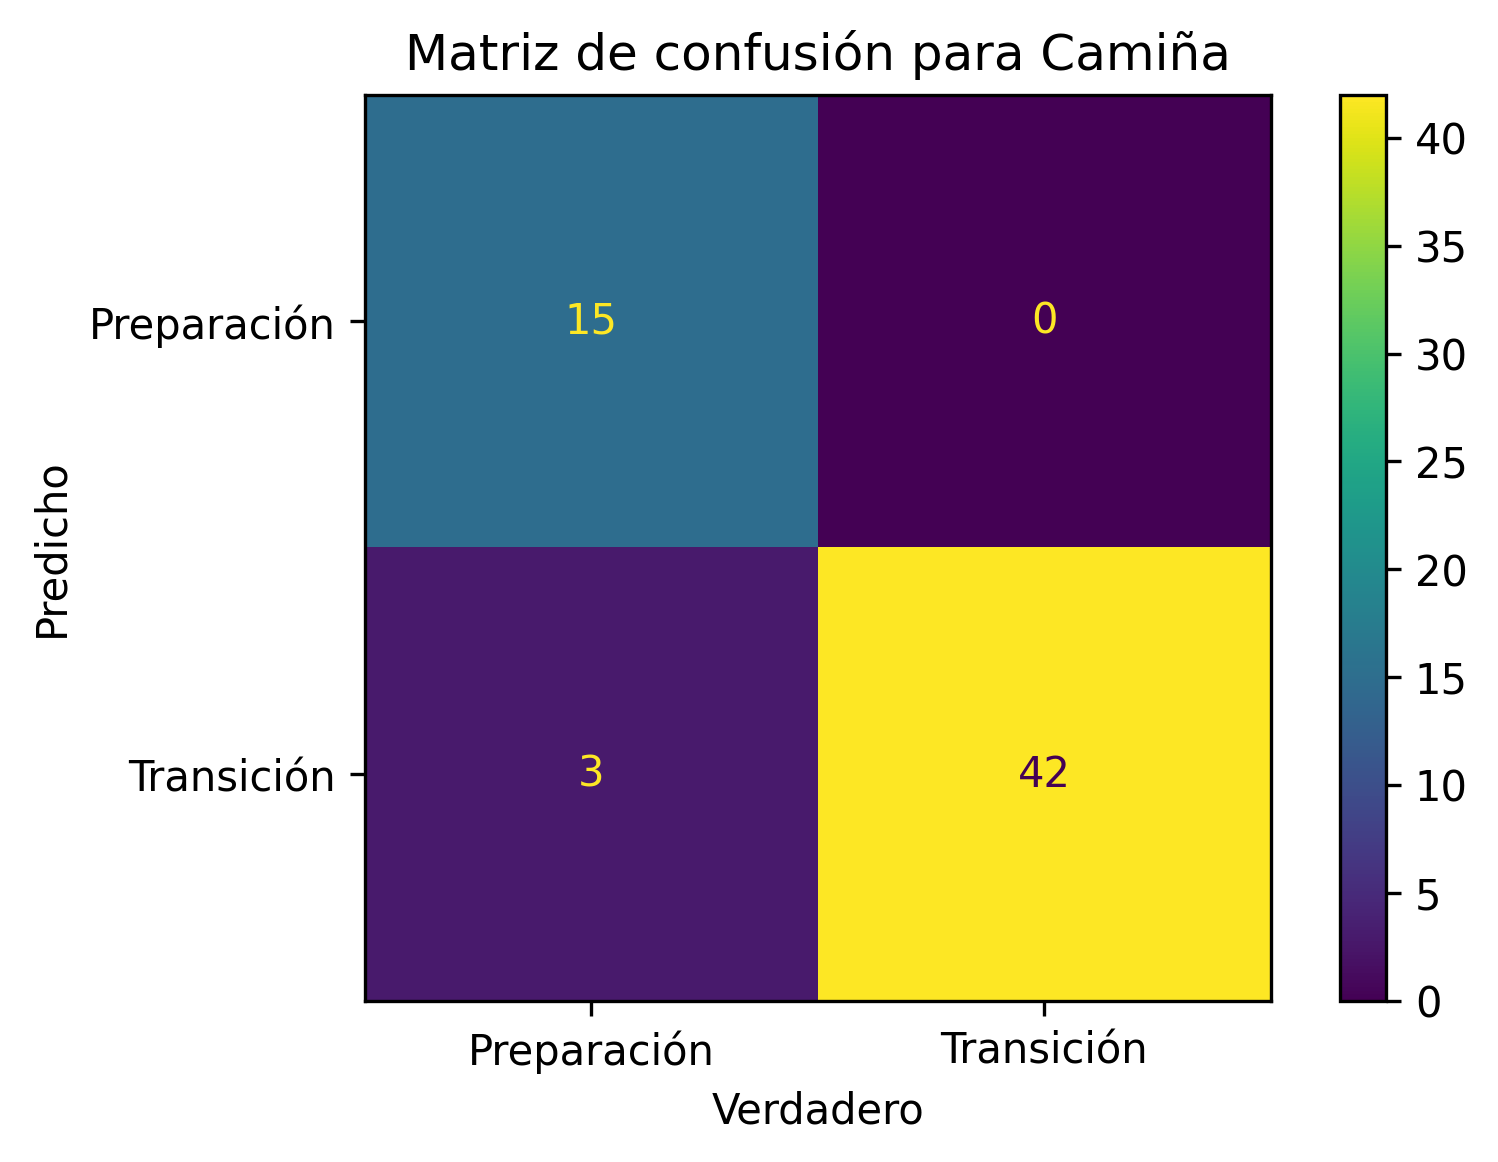 Matriz de confusión para Camiña
Predicho
Preparación
Transición
15
0
3
42
Preparación
Transición
Verdadero
40
35
30
25
20
15
10
5
0